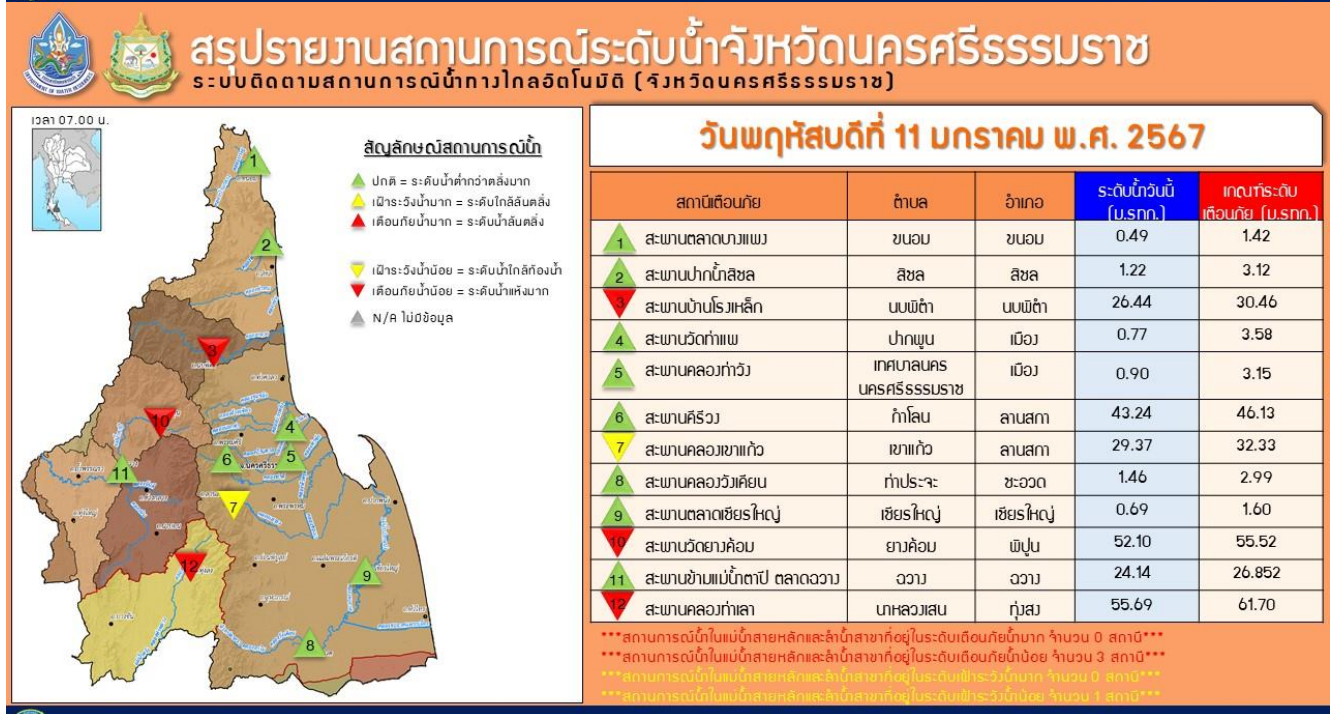 สรุปรายงานสถานการณ์ระดับน้ำจังหวัดนครศรีธรรมราช
ระบบติดตามสถานการณ์น้ำทางไกลอัตโนมัติ (จังหวัดนครศรีธรรมราช)
เวลา 07.00 น.
สัญลักษณ์สถานการณ์น้ำ
ปกติ = ระดับน้ำต่ำกว่าตลิ่งมาก
เฝ้าระวังน้ำมาก = ระดับใกล้ล้นตลิ่ง
เตือนภัยน้ำมาก = ระดับน้ำล้นตลิ่ง
เฝ้าระวังน้ำน้อย = ระดับน้ำใกล้ท้องน้ำ
เตือนภัยน้ำน้อย = ระดับน้ำแห้งมาก
N/A ไม่มีข้อมูล
1
2
3
10
4
5
6
11
7
12
9
8
วันพฤหัสบดีที่ 11 มกราคม พ.ศ. 2567
สถานีเตือนภัย ตำบล อำเภอ ระดับน้ำวันนี้ (ม.รทก.) เกณฑ์ระดับเตือนภัย (ม.รทก.)
1 สะพานตลาดบางแพง ขนอม ขนอม 0.49 1.42
2 สะพานปากน้ำสิชล สิชล สิชล 1.22 3.12
3 สะพานบ้านโรงเหล็ก นบพิตำ นบพิตำ 26.44 30.46
4 สะพานวัดท่าแพ ปากพูน เมือง 0.77 3.58
5 สะพานคลองท่าวัง เทศบาลนครนครศรีธรรมราช เมือง 0.90 3.15
6 สะพานคีรีวง กำโลน ลานสกา 43.24 46.13
7 สะพานคลองเขาแก้ว เขาแก้ว ลานสกา 29.37 32.33
8 สะพานคลองวังเคียน ท่าประจะ ชะอวด 1.46 2.99
9 สะพานตลาดเชียรใหญ่ เชียรใหญ่ เชียรใหญ่ 0.69 1.60
10 สะพานวัดยางค้อม ยางค้อม พิปูน 52.10 55.52
11 สะพานข้ามแม่น้ำตาปี ตลาดฉวาง ฉวาง ฉวาง 24.14 26.852
12 สะพานคลองท่าเลา นาหลวงเสน ทุ่งสง 55.69 61.70
***สถานการณ์น้ำในแม่น้ำสายหลักและลำน้ำสาขาที่อยู่ในระดับเตือนภัยน้ำมาก จำนวน 0 สถานี***
***สถานการณ์น้ำในแม่น้ำสายหลักและลำน้ำสาขาที่อยู่ในระดับเตือนภัยน้ำน้อย จำนวน 3 สถานี***
***สถานการณ์น้ำในแม่น้ำสายหลักและลำน้ำสาขาที่อยู่ในระดับเฝ้าระวังน้ำมาก จำนวน 0 สถานี***
***สถานการณ์น้ำในแม่น้ำสายหลักและลำน้ำสาขาที่อยู่ในระดับเฝ้าระวังน้ำน้อย จำนวน 1 สถานี***